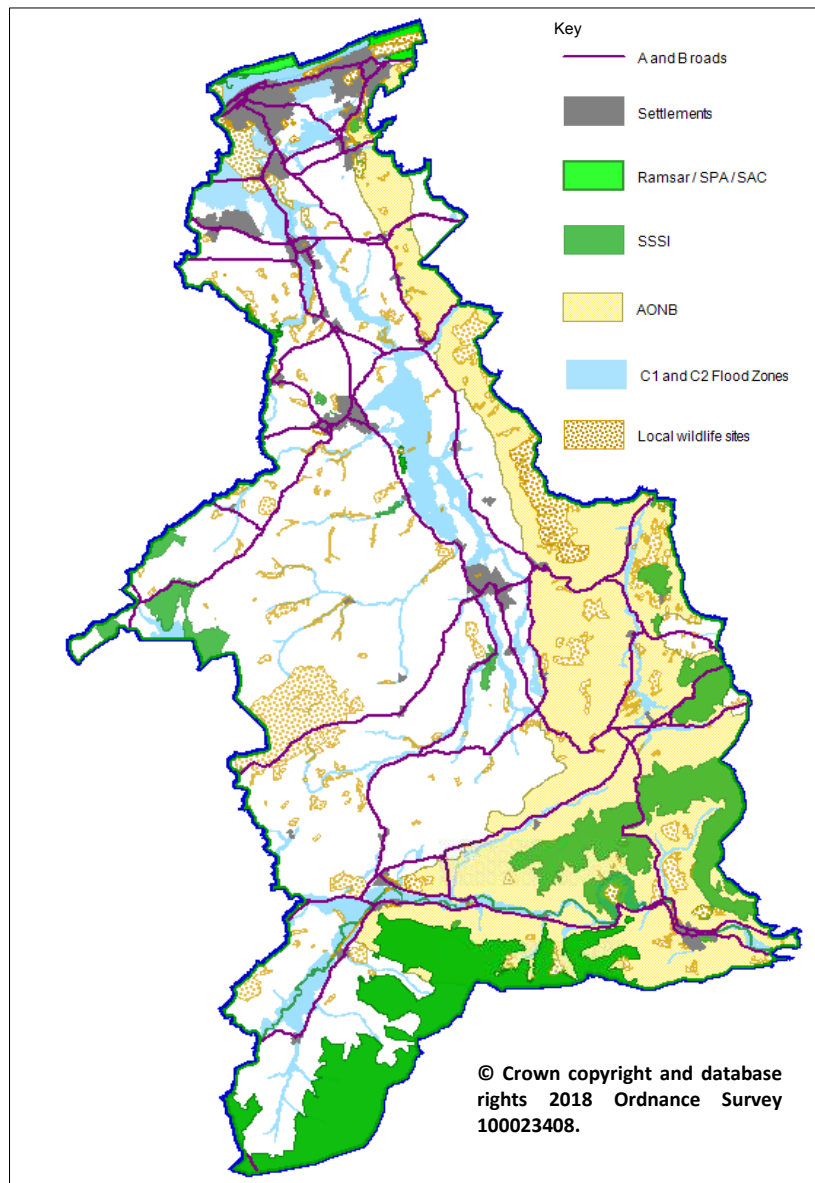 Key
A and B roads
Settlements
Ramsar / SPA / SAC
SSSI
AONB
C1 and C2 Flood Zones
Local wildlife sites
© Crown copyright and database
rights 2018 Ordnance Survey
100023408.